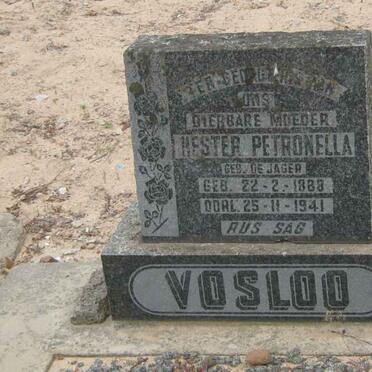 TER GEDAGTENIS AAN
ONS
DIERBARE MOEDER
HESTER PETRONELLA
GEB. DE JAGER
GEB. 22-2-1888
OORL. 25-11-1941
RUS SAG
VOSLOO